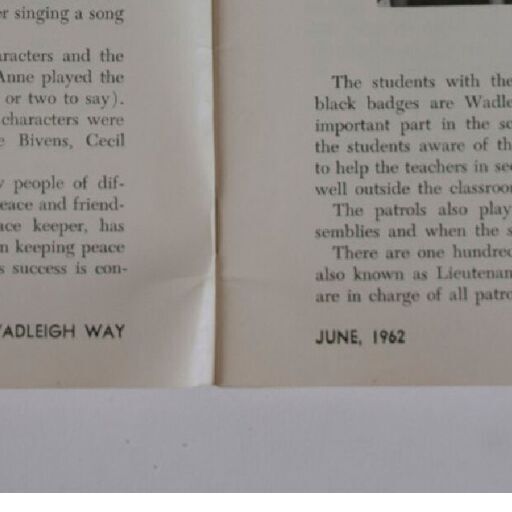 r singing a song
racters and the
Anne played the
or two to say).
characters were
Bivens, Cecil
people of dif-
eace and friend-
ace keeper, has
n keeping peace
s success is con-
ADLEIGH WAY
The students with the
black badges are Wadle
important part in the sc
the students aware of th
to help the teachers in see
well outside the classroo
The patrols also play
semblies and when the s
There are one hundred
also known as Lieutenan
are in charge of all patro
JUNE, 1962